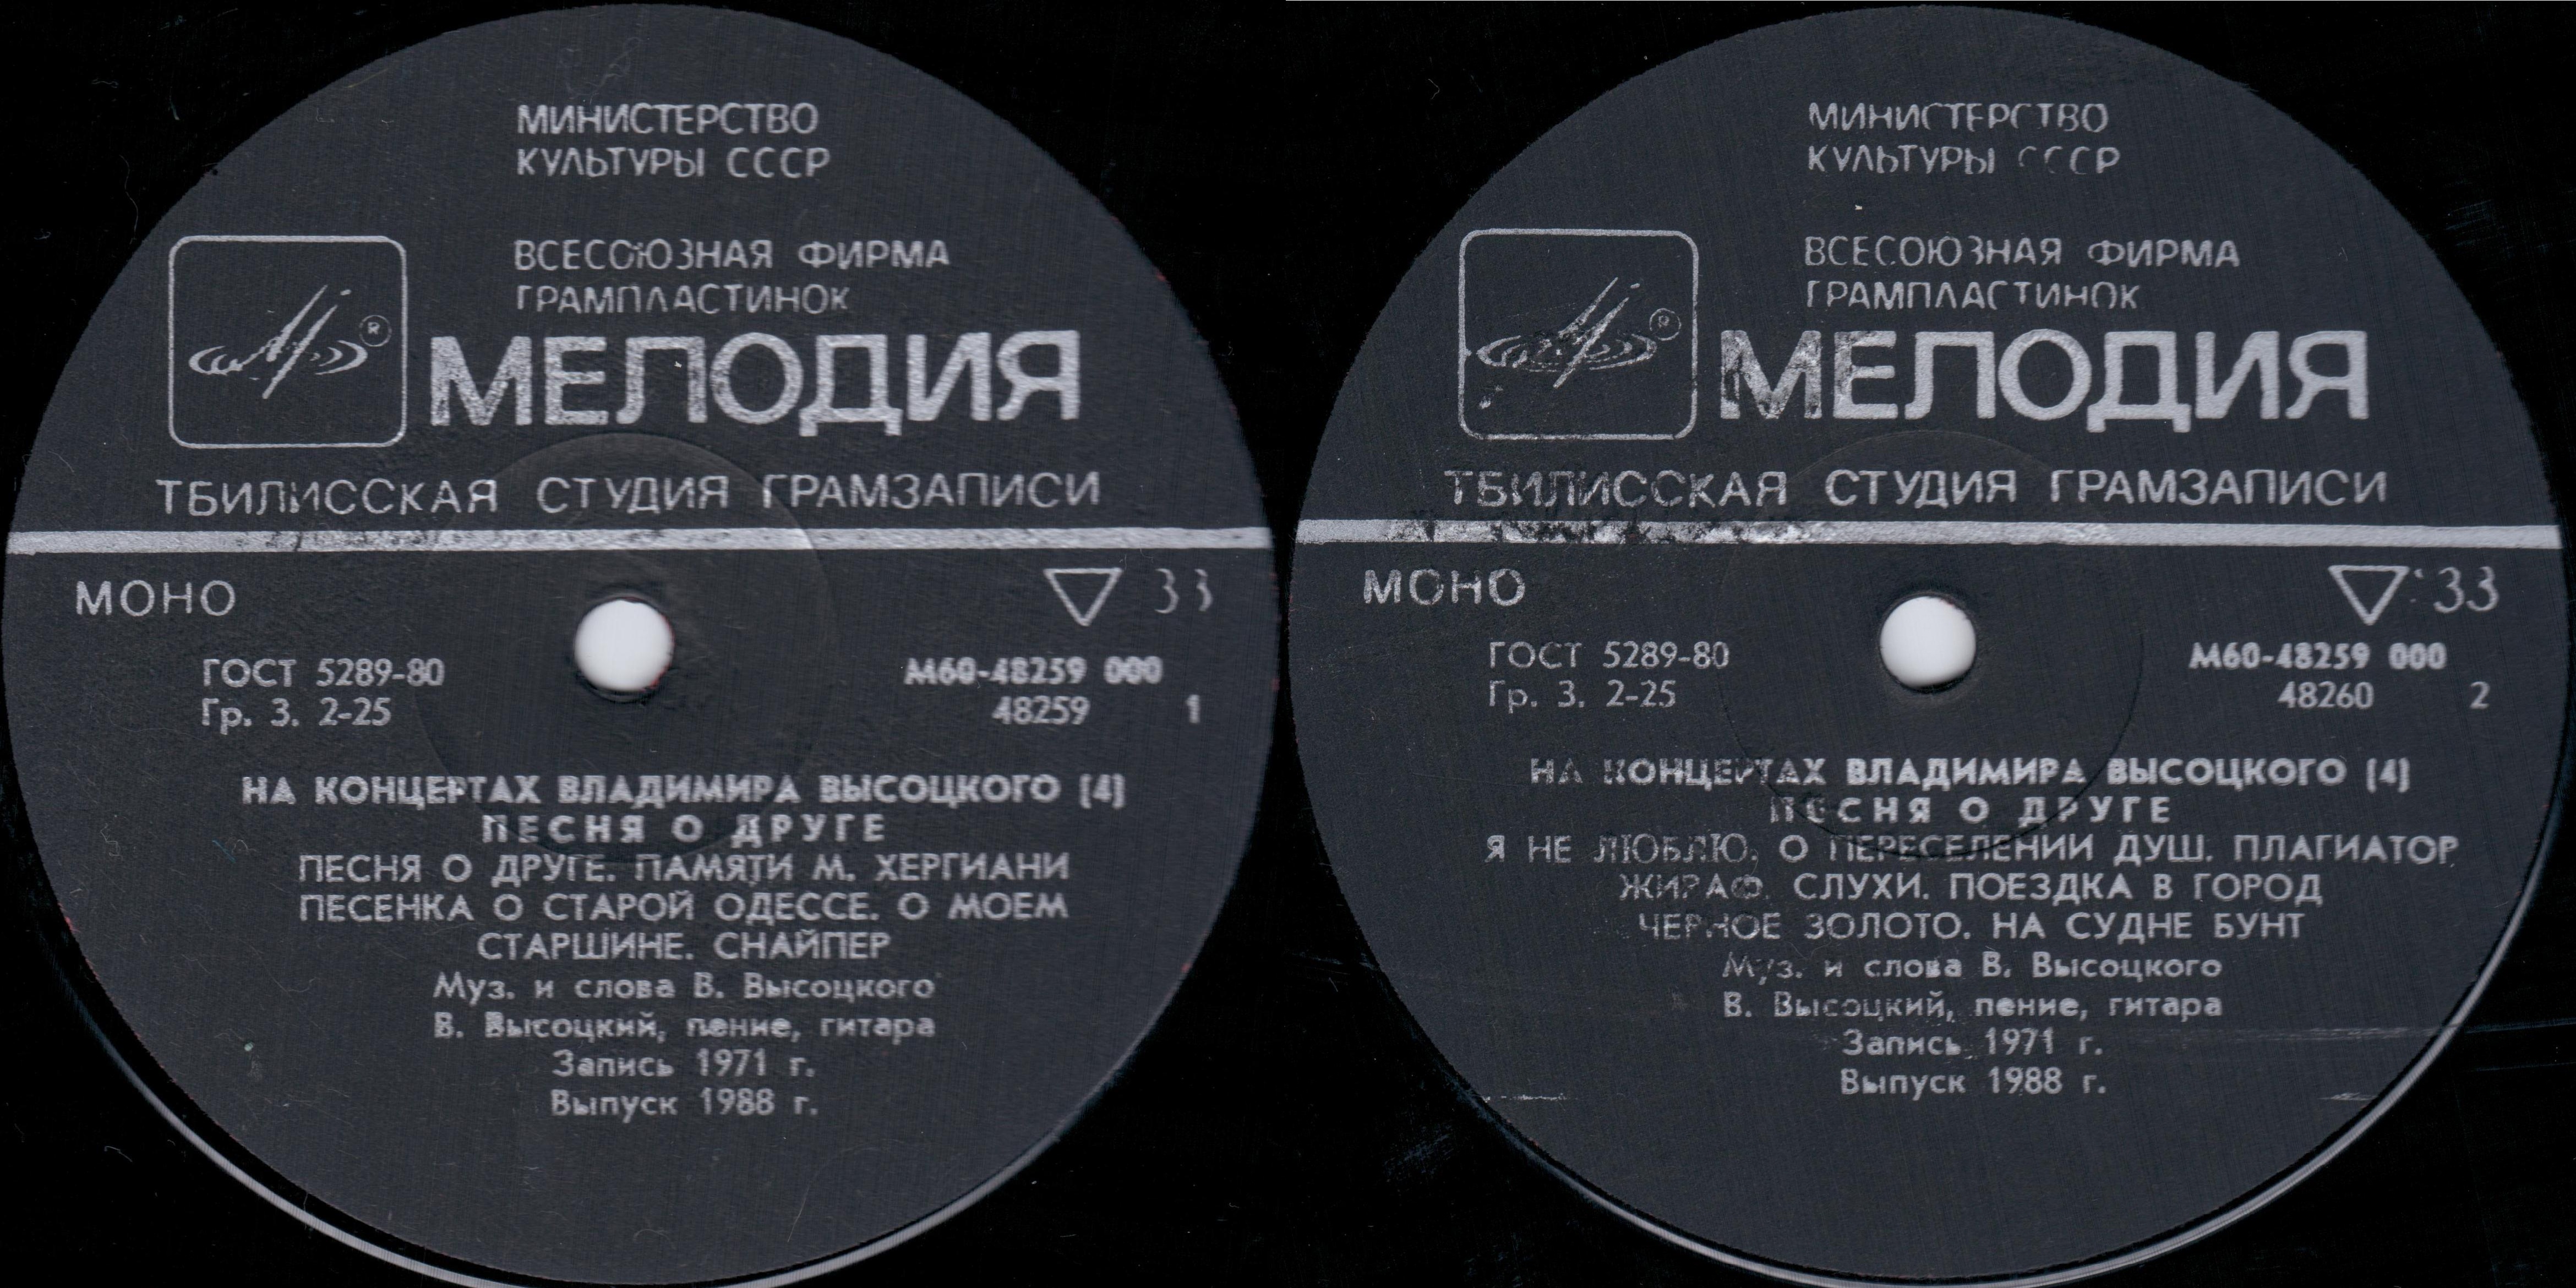 МИНИСТЕРСТВО
КУЛЬТУРЫ СССР
ВСЕСОЮЗНАЯ ФИРМА
ГРАМПЛАСТИНОК
®
МЕЛОДИЯ
ТБИЛИССКАЯ СТУДИЯ ГРАМЗАПИСИ
МОНО
33
ГОСТ 5289-80
М60-48259 000
Гр. 3. 2-25
48259 1
НА КОНЦЕРТАХ ВЛАДИМИРА ВЫСОЦКОГО (4)
ПЕСНЯ О ДРУГЕ
ПЕСНЯ О ДРУГЕ. ПАМЯТИ М. ХЕРГИАНИ
ПЕСЕНКА О СТАРОЙ ОДЕССЕ. О МОЕМ
СТАРШИНЕ. СНАЙПЕР
Муз. и слова В. Высоцкого
В. Высоцкий, пение, гитара
Запись 1971 г.
Выпуск 1988 г.
МИНИСТЕРСТВО
КУЛЬТУРЫ СССР
ВСЕСОЮЗНАЯ ФИРМА
ГРАМПЛАСТИНОК
®
МЕЛОДИЯ
ТБИЛИССКАЯ СТУДИЯ ГРАМЗАПИСИ
МОНО
33
ГОСТ 5289-80
М60-48259 000
Гр. 3. 2-25
48260 2
НА КОНЦЕРТАХ ВЛАДИМИРА ВЫСОЦКОГО (4)
ПЕСНЯ О ДРУГЕ
Я НЕ ЛЮБЛЮ. О ПЕРЕСЕЛЕНИИ ДУШ. ПЛАГИАТОР
ЖИРАФ. СЛУХИ. ПОЕЗДКА В ГОРОД
ЧЕРНОЕ ЗОЛОТО. НА СУДНЕ БУНТ
Муз. и слова В. Высоцкого
В. Высоцкий, пение, гитара
Запись 1971 г.
Выпуск 1988 г.